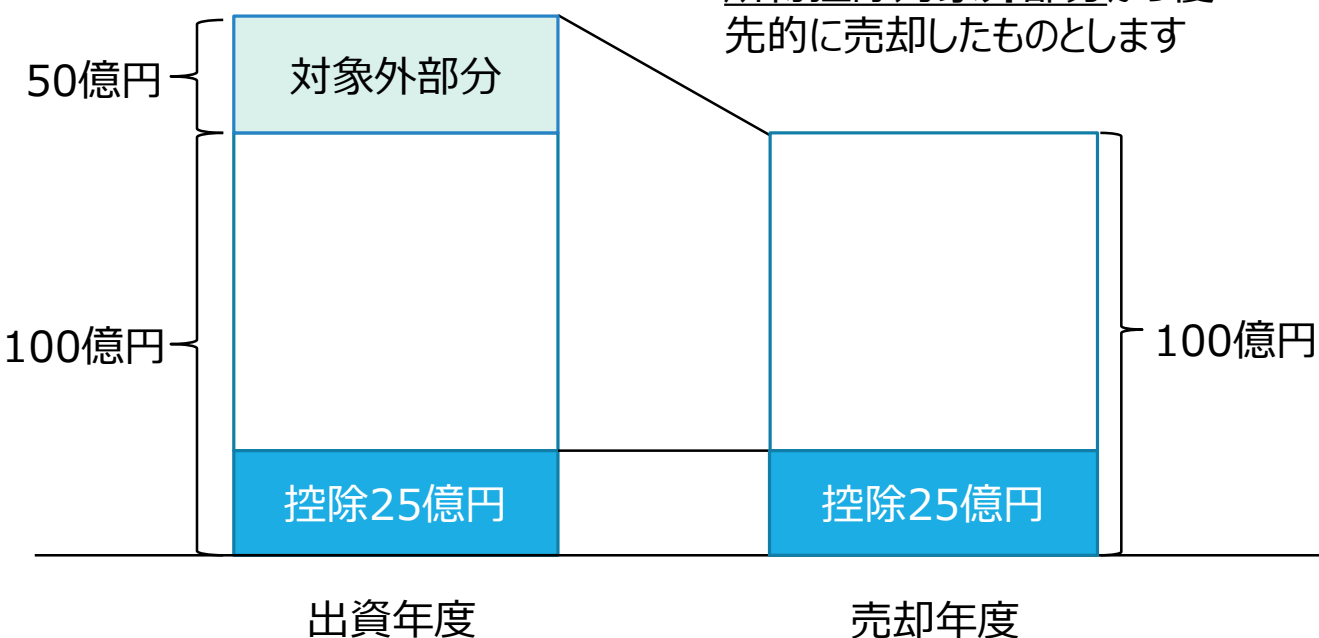 先的に売却したものとします
50億円
対象外部分
100億円
100億円
控除25億円
控除25億円
出資年度
売却年度